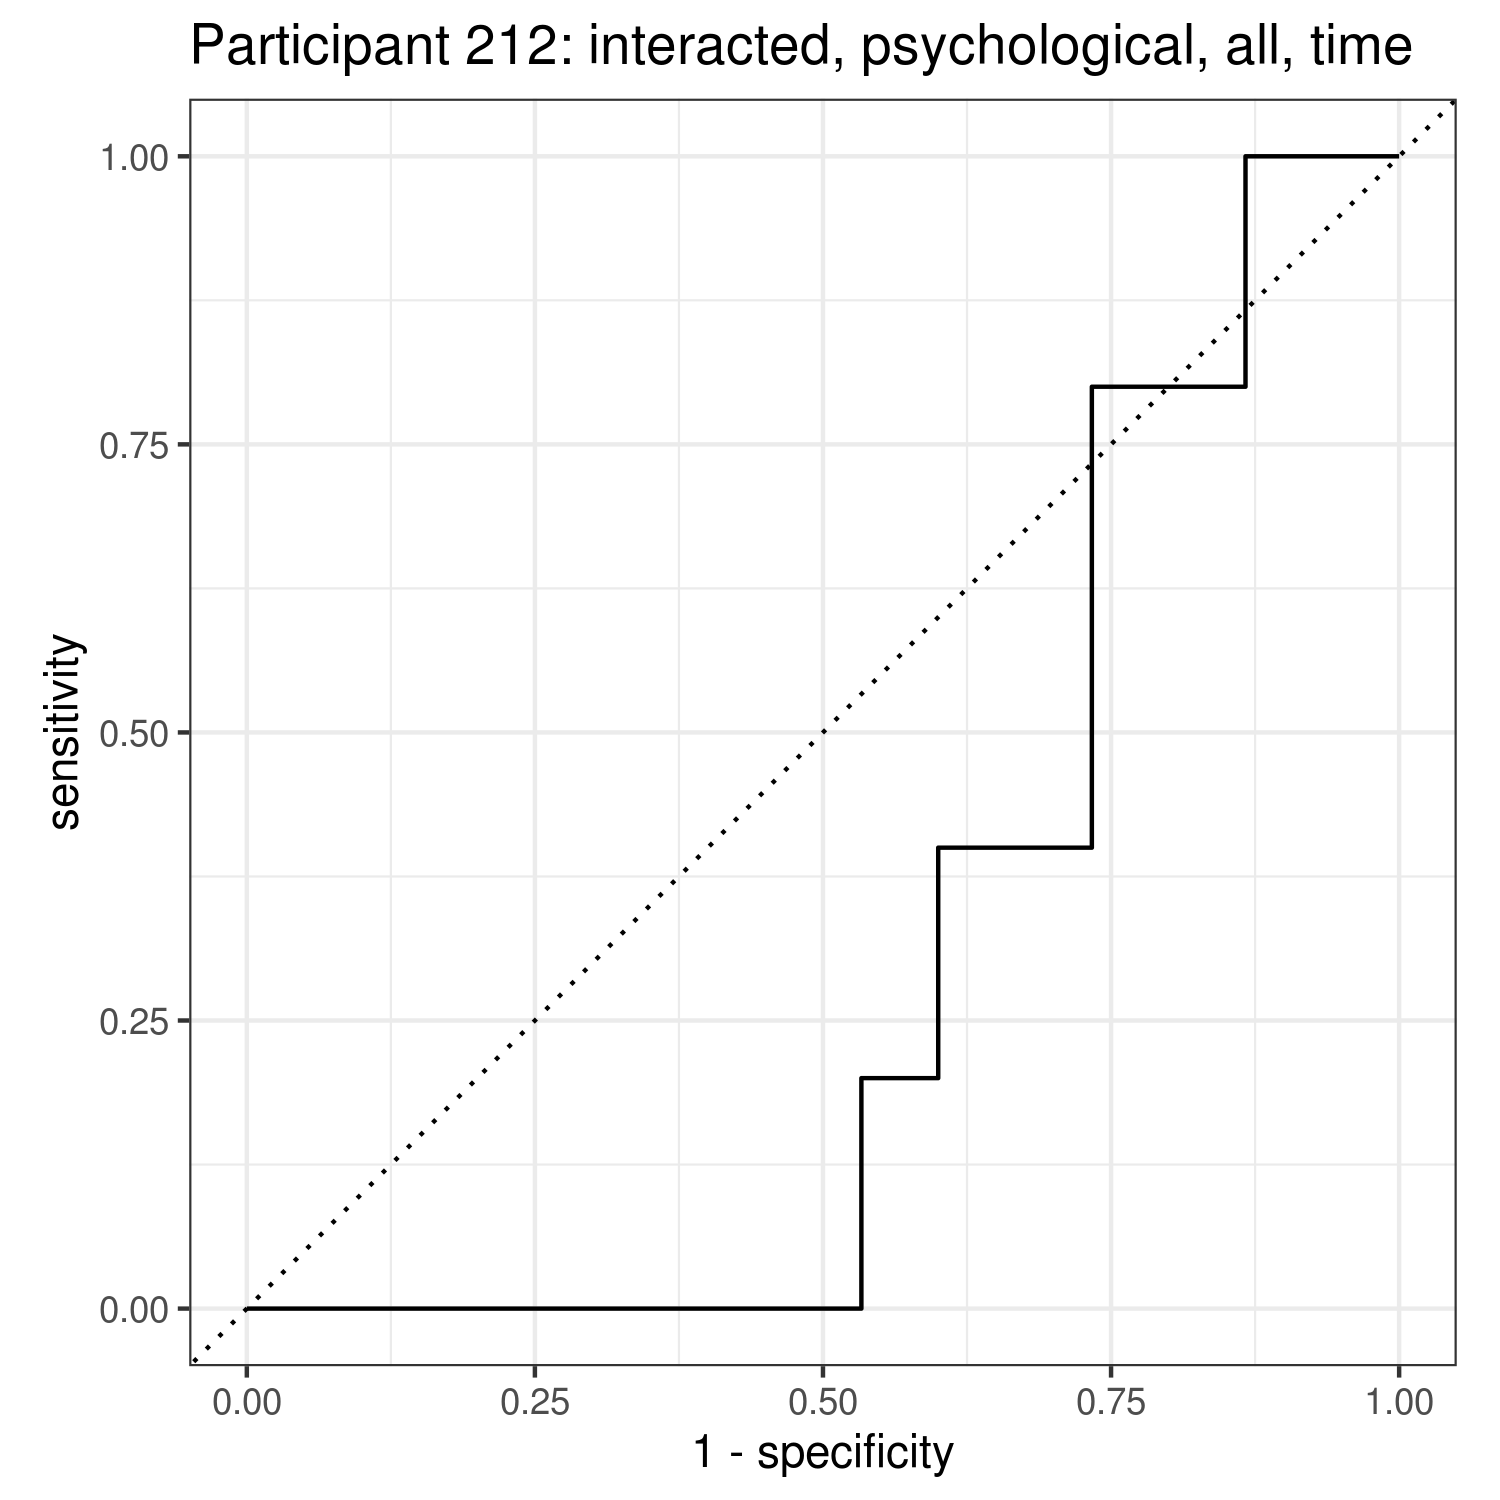 Participant 212: interacted, psychological, all, time
1.00
0.75
0.50
0.25
0.00
sensitivity
0.00 0.25 0.50 0.75 1.00
1 - specificity